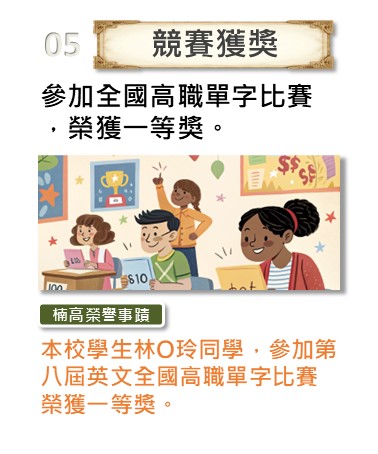 05
競賽獲獎
參加全國高職單字比賽
，榮獲一等獎。
$$$
$10
100
楠高榮譽事蹟
本校學生林O玲同學，參加第
八屆英文全國高職單字比賽
榮獲一等獎。